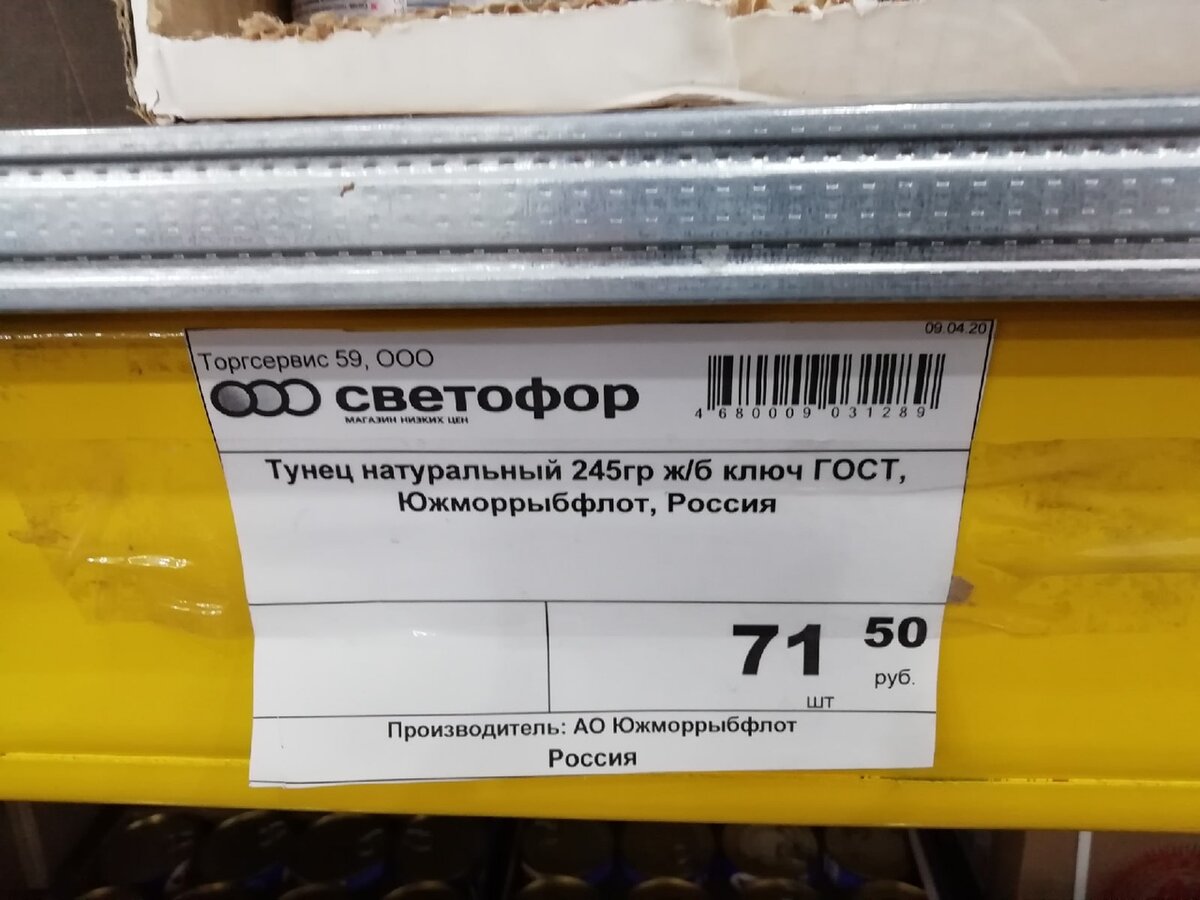 09.04.20
Торгсервис 59, ООО
светофор
МАГАЗИН НИЗКИХ ЦЕН
4 680009 031289
Тунец натуральный 245гр ж/б ключ ГОСТ,
Южморрыбфлот, Россия
71 50
руб.
шт
Производитель: АО Южморрыбфлот
Россия